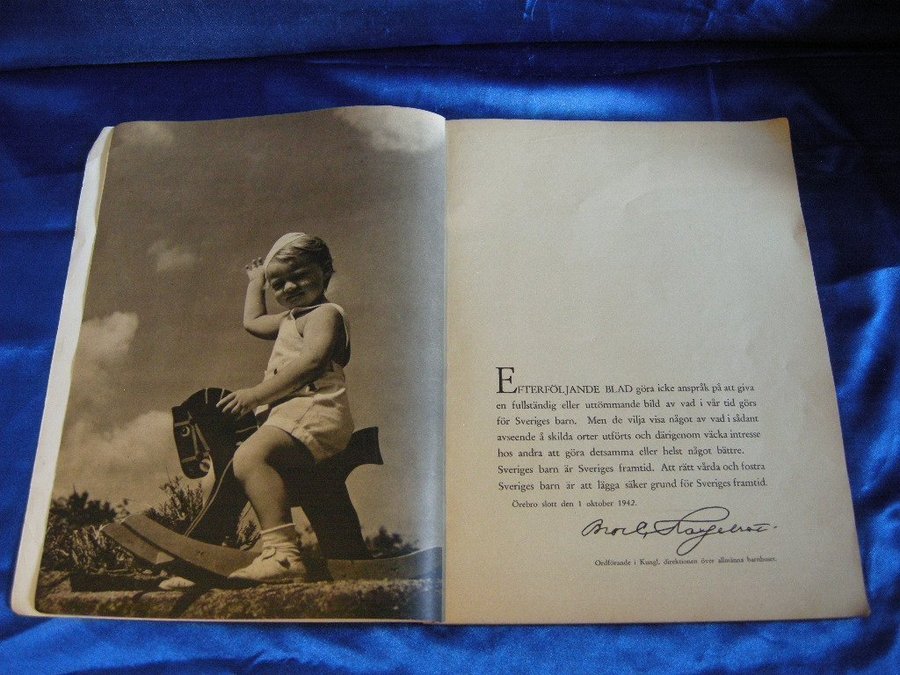 EFTERFÖLJANDE BLAD göra icke anspråk på att giva
en fullständig eller uttömmande bild av vad i vår tid görs
för Sveriges barn. Men de vilja visa något av vad i sådant
avseende å skilda orter utförts och därigenom väcka intresse
hos andra att göra detsamma eller helst något bättre.
Sveriges barn är Sveriges framtid. Att rätt vårda och fostra
Sveriges barn är att lägga säker grund för Sveriges framtid.
Örebro slott den 1 oktober 1942.
Ordförande i Kungl. direktionen över allmänna barnhuset.